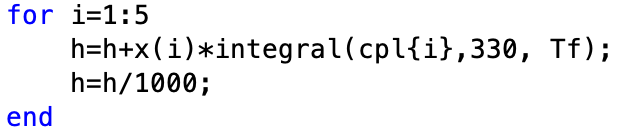 for i=1:5
    h=h+x(i)*integral(cpl{i},330, Tf);
    h=h/1000;
end